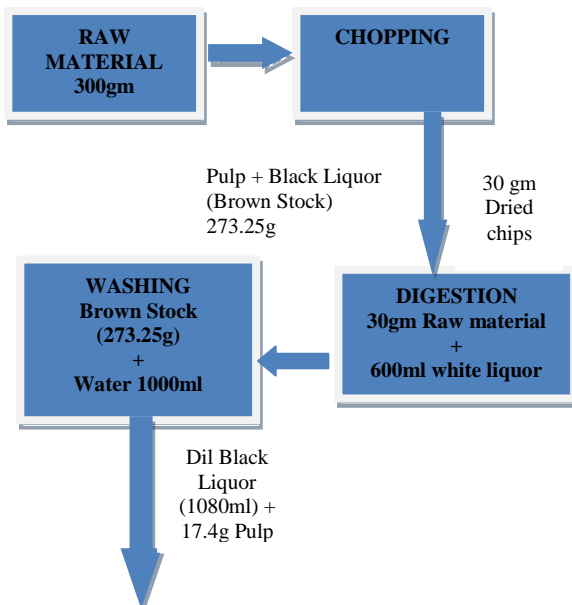 RAW
MATERIAL
300gm
CHOPPING
Pulp + Black Liquor
(Brown Stock)
273.25g
30 gm
Dried
chips
WASHING
Brown Stock
(273.25g)
+
Water 1000ml
DIGESTION
30gm Raw material
+
600ml white liquor
Dil Black
Liquor
(1080ml) +
17.4g Pulp